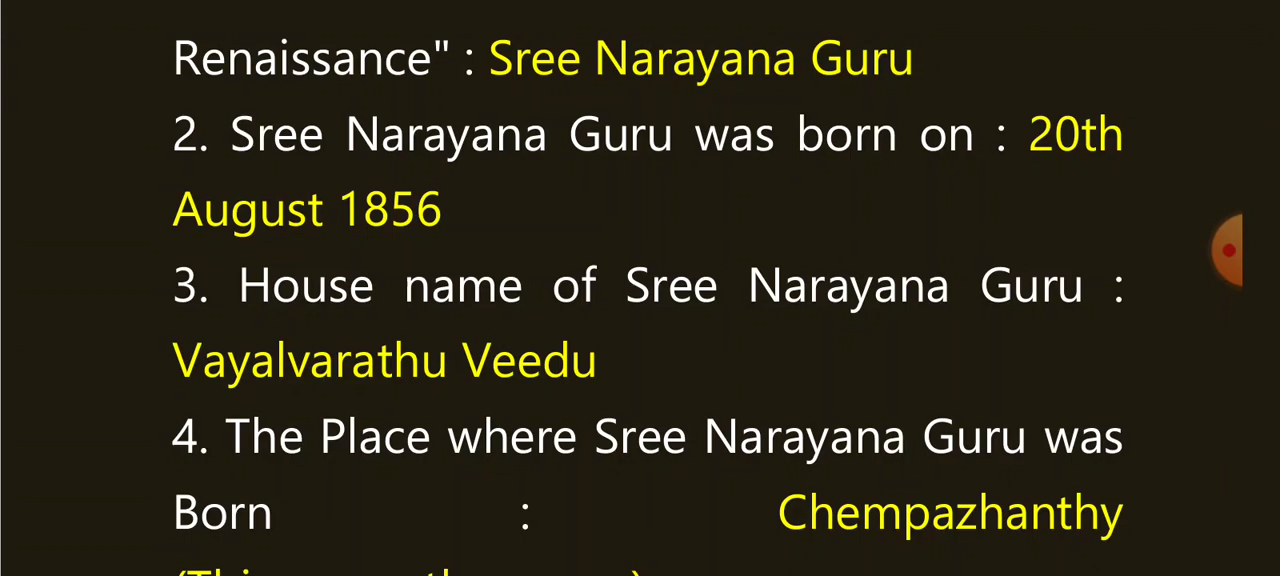 Renaissance" : Sree Narayana Guru
2. Sree Narayana Guru was born on : 20th
August 1856
3. House name of Sree Narayana Guru :
Vayalvarathu Veedu
4. The Place where Sree Narayana Guru was
Born : Chempazhanthy